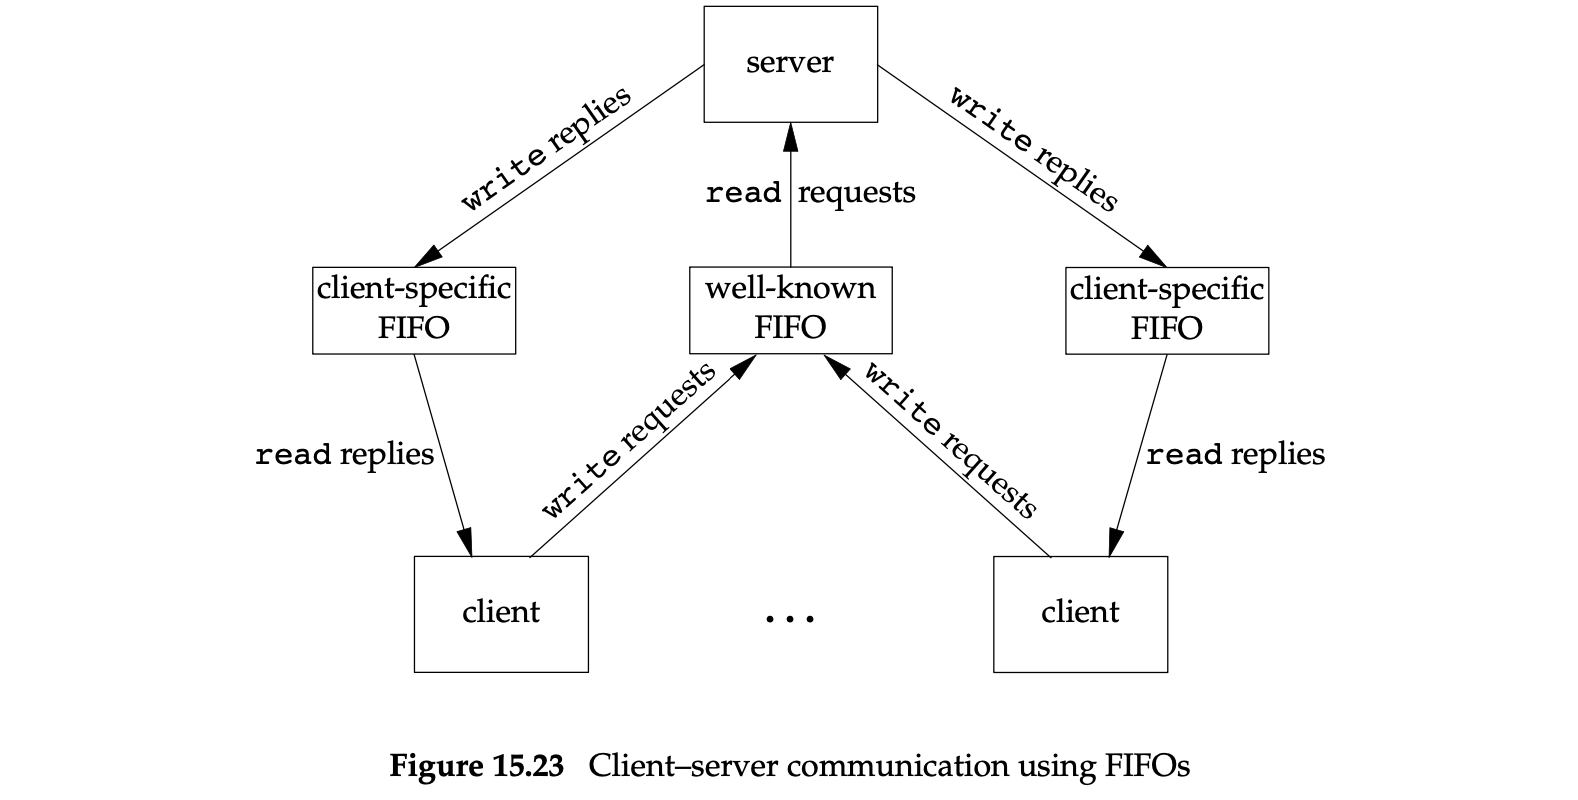 server
write replies
write replies
read requests
client-specific
FIFO
well-known
FIFO
client-specific
FIFO
read replies
write requests
write requests
read replies
client
...
client
Figure 15.23 Client–server communication using FIFOs